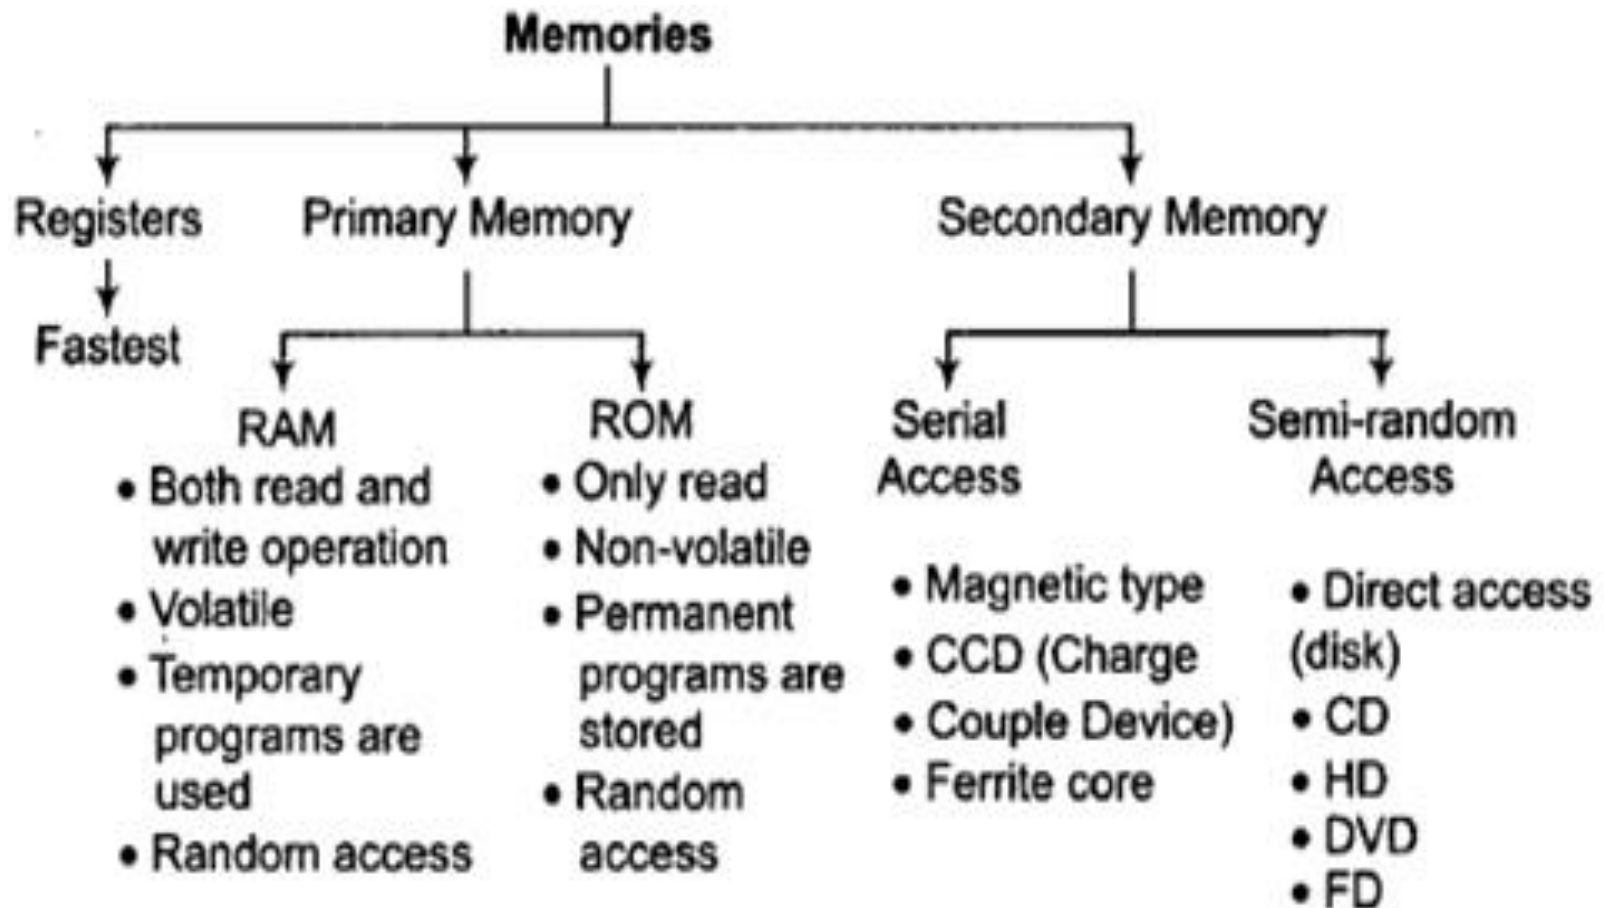 Memories
Registers
Primary Memory
Secondary Memory
Fastest
RAM
• Both read and
write operation
• Volatile
• Temporary
programs are
used
• Random access
ROM
• Only read
• Non-volatile
• Permanent
programs are
stored
• Random
access
Serial
Access
• Magnetic type
• CCD (Charge
• Couple Device)
• Ferrite core
Semi-random
Access
• Direct access
(disk)
• CD
• HD
• DVD
• FD